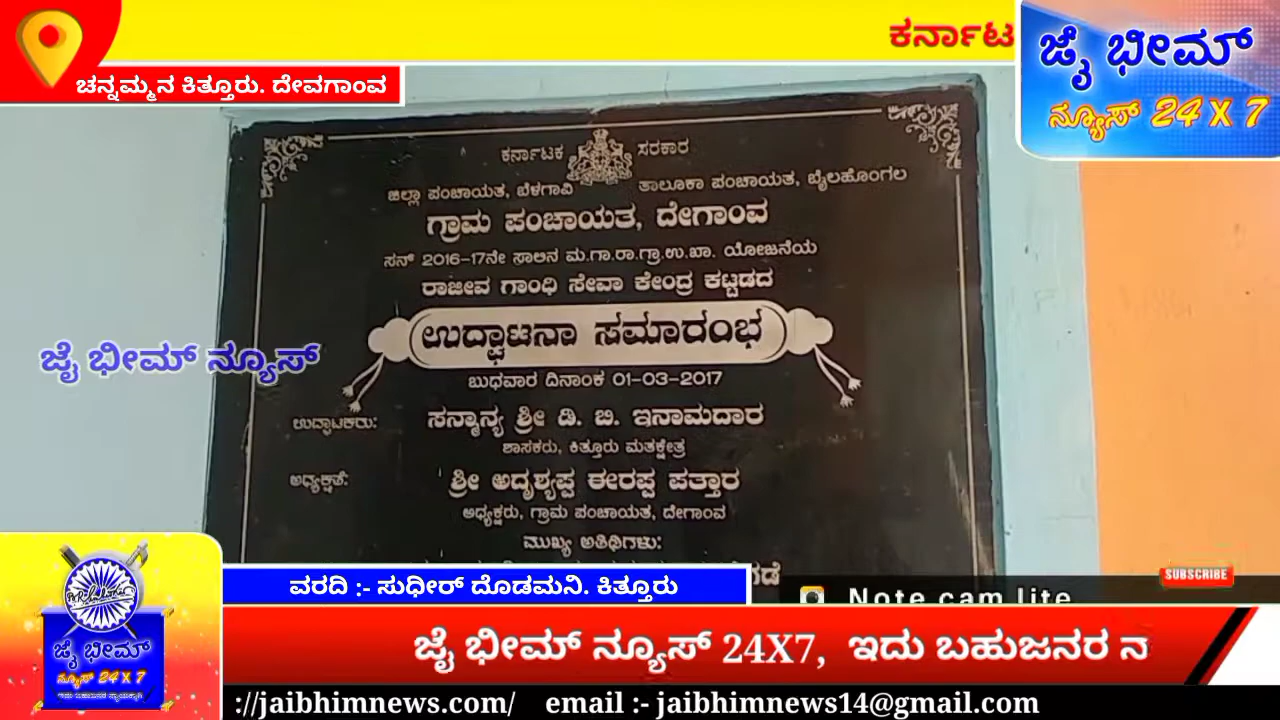 ಕರ್ನಾಟ
ಜೈ ಭೀಮ್
ನ್ಯೂಸ್ 24 X 7
ಚನ್ನಮ್ಮನ ಕಿತ್ತೂರು. ದೇವಗಾಂವ
ಕರ್ನಾಟಕ ಸರಕಾರ
ಜಿಲ್ಲಾ ಪಂಚಾಯತ, ಬೆಳಗಾವಿ ತಾಲೂಕಾ ಪಂಚಾಯತ, ಬೈಲಹೊಂಗಲ
ಗ್ರಾಮ ಪಂಚಾಯತ, ದೇಗಾಂವ
ಸನ್ 2016-17ನೇ ಸಾಲಿನ ಮ.ಗಾ.ರಾ.ಗ್ರಾ.ಉ.ಖಾ. ಯೋಜನೆಯ
ರಾಜೀವ ಗಾಂಧಿ ಸೇವಾ ಕೇಂದ್ರ ಕಟ್ಟಡದ
ಉದ್ಘಾಟನಾ ಸಮಾರಂಭ
ಜೈ ಭೀಮ್ ನ್ಯೂಸ್
ಬುಧವಾರ ದಿನಾಂಕ 01-03-2017
ಉದ್ಘಾಟಕರು: ಸನ್ಮಾನ್ಯ ಶ್ರೀ ಡಿ. ಬಿ. ಇನಾಮದಾರ
ಶಾಸಕರು, ಕಿತ್ತೂರು ಮತಕ್ಷೇತ್ರ
ಅಧ್ಯಕ್ಷತೆ: ಶ್ರೀ ಅದೃಶ್ಯಪ್ಪ ಈರಪ್ಪ ಪತ್ತಾರ
ಅಧ್ಯಕ್ಷರು, ಗ್ರಾಮ ಪಂಚಾಯತ, ದೇಗಾಂವ
ಮುಖ್ಯ ಅತಿಥಿಗಳು:
SUBSCRIBE
ವರದಿ :- ಸುಧೀರ್ ದೊಡಮನಿ. ಕಿತ್ತೂರು
Note cam lite
ಜೈ ಭೀಮ್
ನ್ಯೂಸ್ 24 X 7
ಜೈ ಭೀಮ್ ನ್ಯೂಸ್ 24X7, ಇದು ಬಹುಜನರ ನ
://jaibhimnews.com/ email :- jaibhimnews14@gmail.com